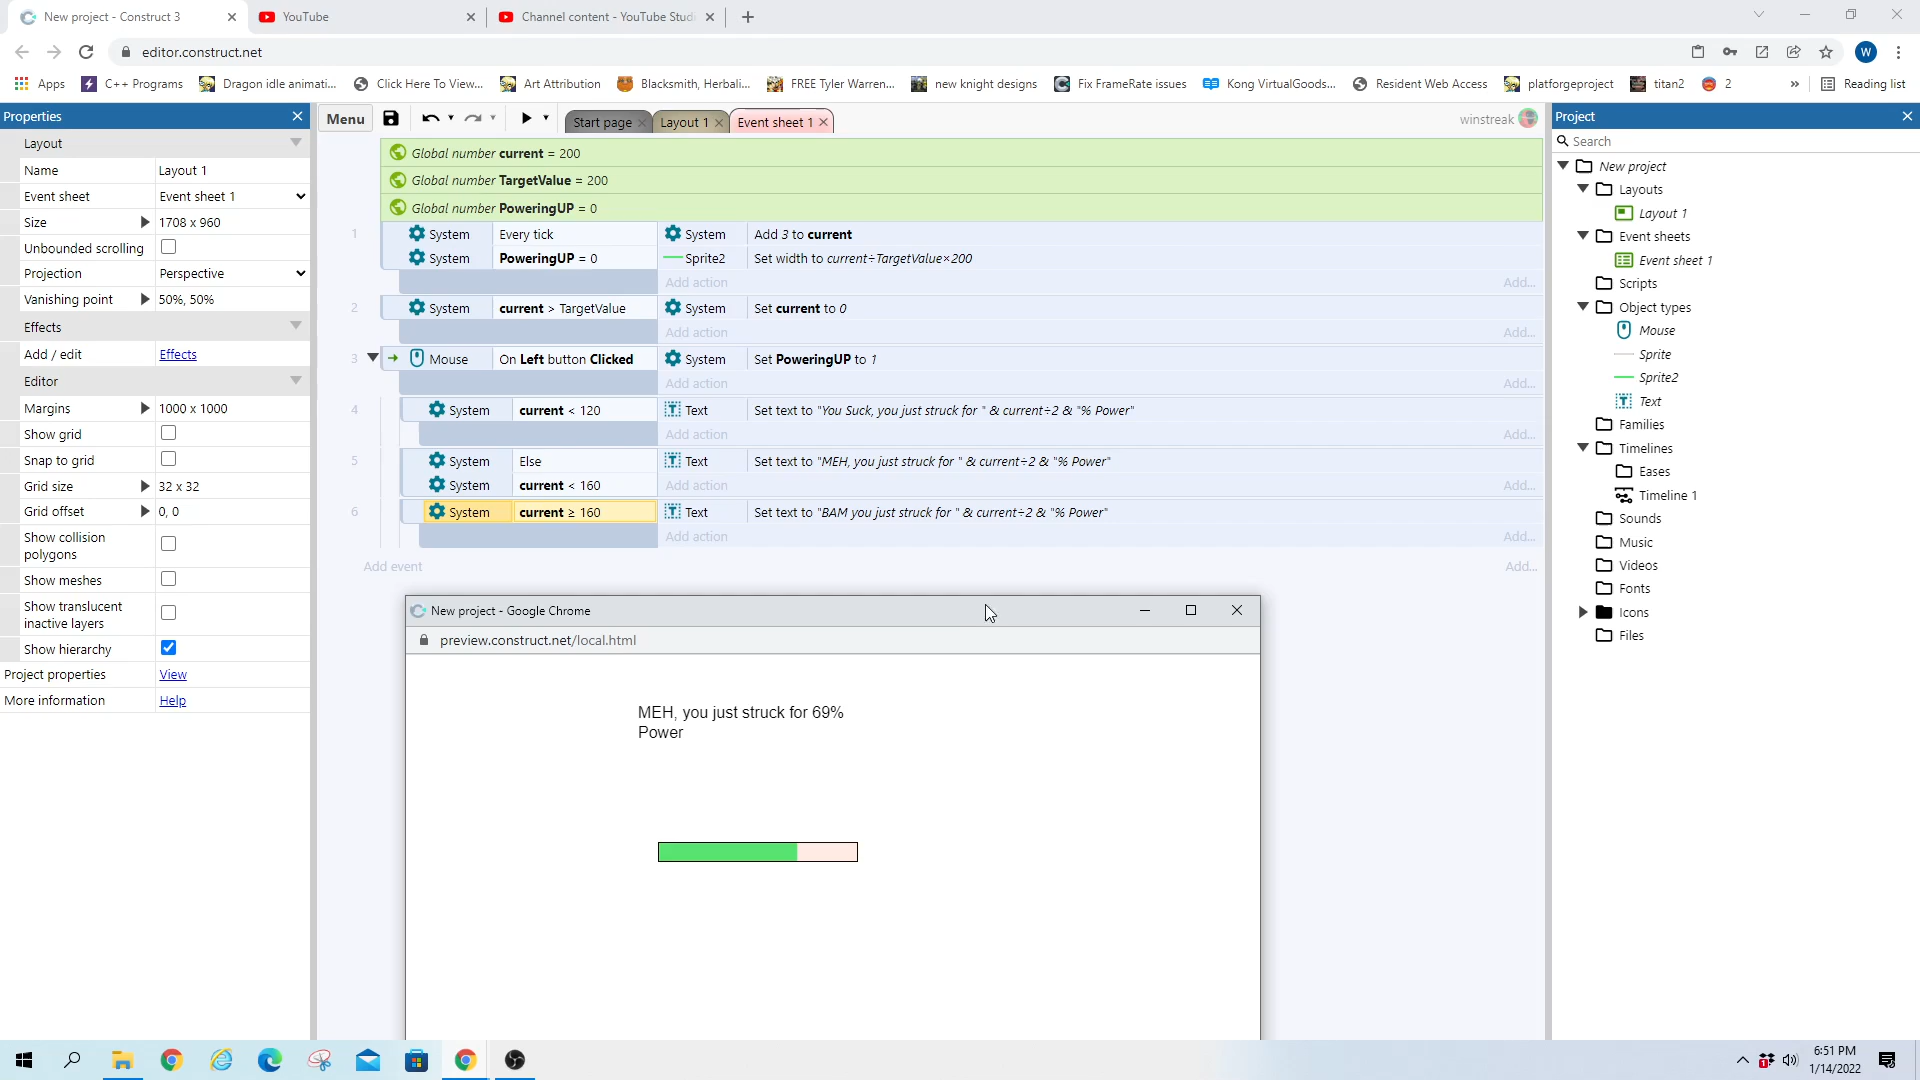 New project - Construct 3
YouTube
Channel content - YouTube Studi
editor.construct.net
W
Apps
C++ Programs
Dragon idle animati...
Click Here To View...
Art Attribution
Blacksmith, Herbali...
FREE Tyler Warren...
new knight designs
Fix FrameRate issues
Kong VirtualGoods...
Resident Web Access
platforgeproject
titan2
2
»
Reading list
Properties
Menu
Start page
Layout 1
Event sheet 1
winstreak
Project
Layout
Name Layout 1
Event sheet Event sheet 1
Size 1708 x 960
Unbounded scrolling
Projection Perspective
Vanishing point 50%, 50%
Effects
Add / edit Effects
Editor
Margins 1000 x 1000
Show grid
Snap to grid
Grid size 32 x 32
Grid offset 0, 0
Show collision
polygons
Show meshes
Show translucent
inactive layers
Show hierarchy
Project properties View
More information Help
Global number current = 200
Global number TargetValue = 200
Global number PoweringUP = 0
1 System Every tick System Add 3 to current
System PoweringUP = 0 Sprite2 Set width to current÷TargetValue×200
Add action Add...
2 System current > TargetValue System Set current to 0
Add action Add...
3 Mouse On Left button Clicked System Set PoweringUP to 1
Add action Add...
4 System current < 120 Text Set text to "You Suck, you just struck for " & current÷2 & "% Power"
Add action Add...
5 System Else Text Set text to "MEH, you just struck for " & current÷2 & "% Power"
System current < 160 Add action Add...
6 System current ≥ 160 Text Set text to "BAM you just struck for " & current÷2 & "% Power"
Add action Add...
Add event Add...
New project - Google Chrome
preview.construct.net/local.html
MEH, you just struck for 69%
Power
Search
New project
Layouts
Layout 1
Event sheets
Event sheet 1
Scripts
Object types
Mouse
Sprite
Sprite2
Text
Families
Timelines
Eases
Timeline 1
Sounds
Music
Videos
Fonts
Icons
Files
6:51 PM
1/14/2022